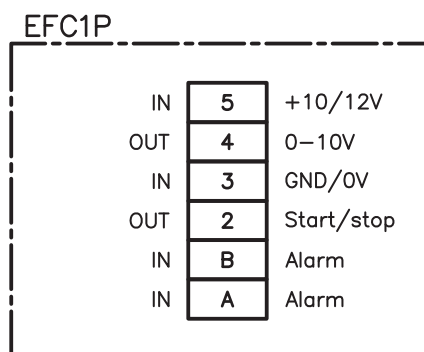 EFC1P
IN 5 +10/12V
OUT 4 0-10V
IN 3 GND/0V
OUT 2 Start/stop
IN B Alarm
IN A Alarm